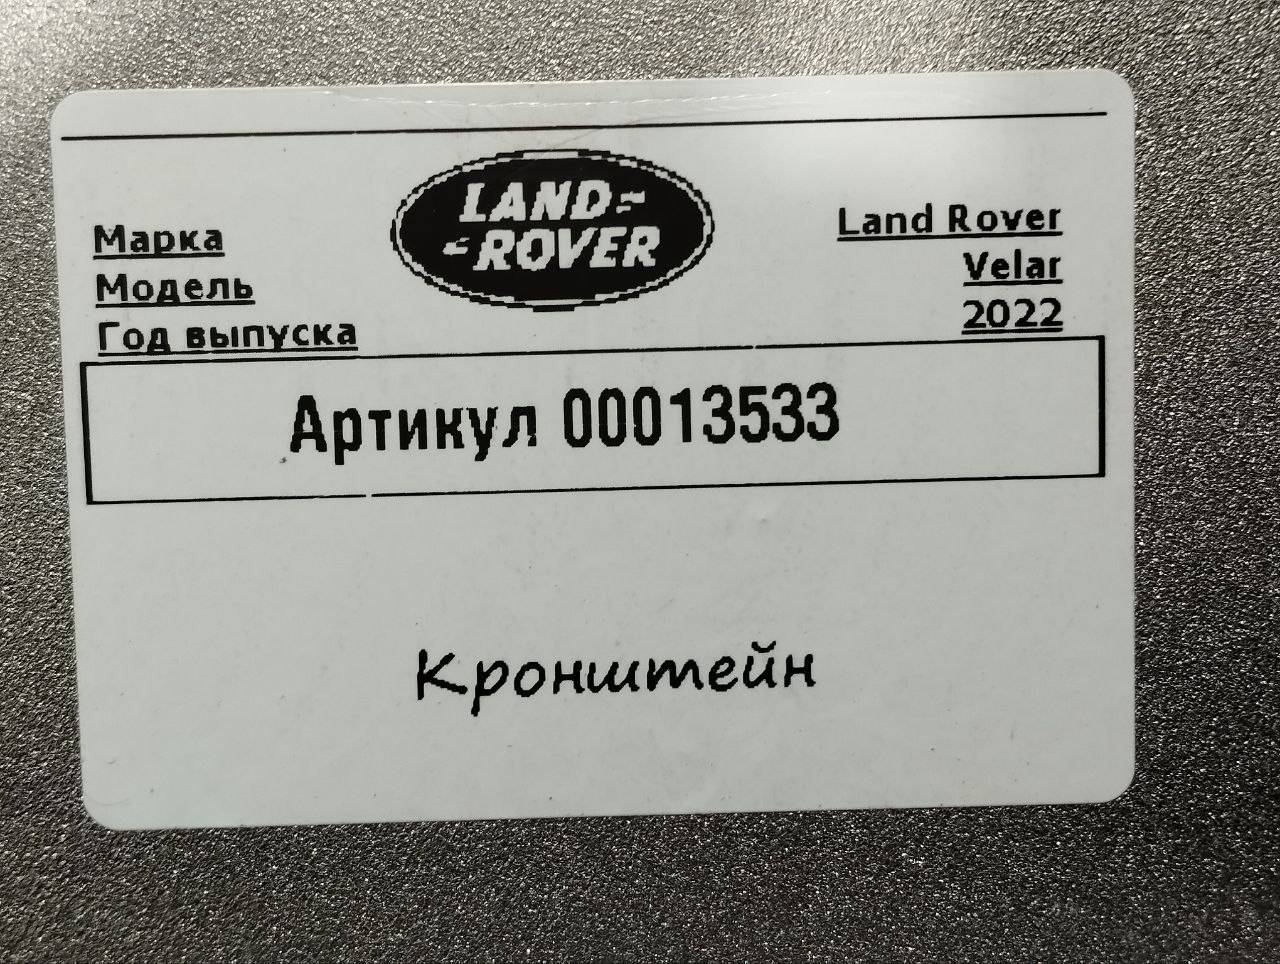 LAND
ROVER
Марка Land Rover
Модель Velar
Год выпуска 2022
Артикул 00013533
Кронштейн